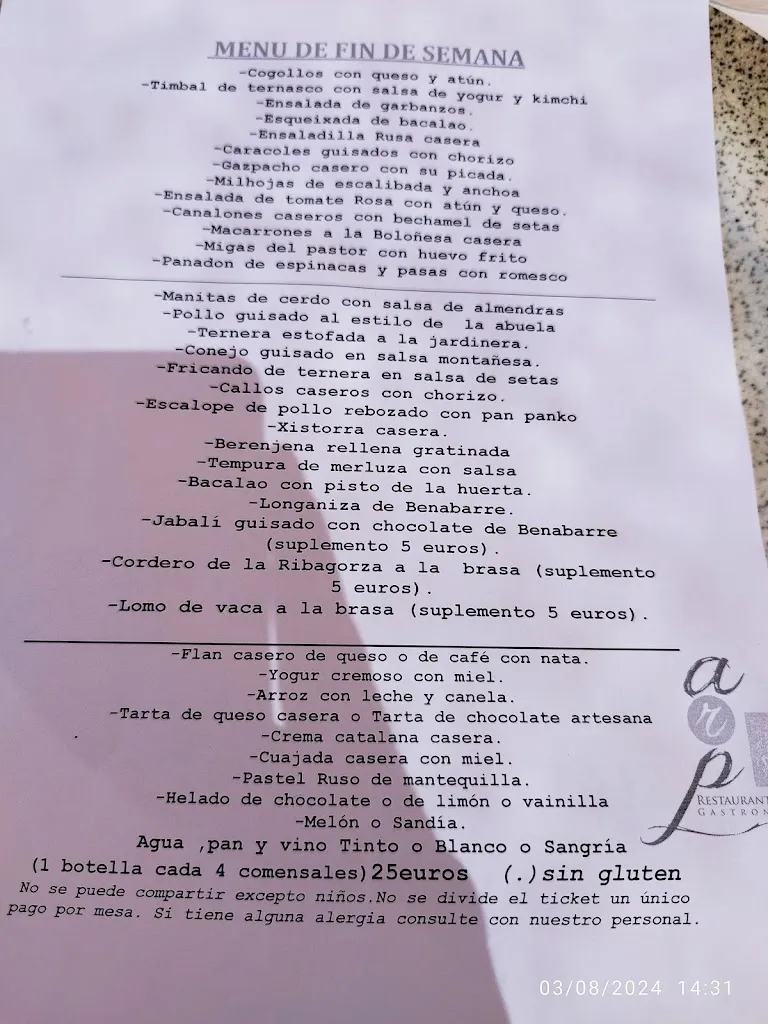 MENU DE FIN DE SEMANA
-Cogollos con queso y atún.
-Timbal de ternasco con salsa de yogur y kimchi
-Ensalada de garbanzos.
-Esqueixada de bacalao.
-Ensaladilla Rusa casera
-Caracoles guisados con chorizo
-Gazpacho casero con su picada.
-Milhojas de escalibada y anchoa
-Ensalada de tomate Rosa con atún y queso.
-Canalones caseros con bechamel de setas
-Macarrones a la Boloñesa casera
-Migas del pastor con huevo frito
-Panadon de espinacas y pasas con romesco
-Manitas de cerdo con salsa de almendras
-Pollo guisado al estilo de la abuela
-Ternera estofada a la jardinera.
-Conejo guisado en salsa montañesa.
-Fricando de ternera en salsa de setas
-Callos caseros con chorizo.
-Escalope de pollo rebozado con pan panko
-Xistorra casera.
-Berenjena rellena gratinada
-Tempura de merluza con salsa
-Bacalao con pisto de la huerta.
-Longaniza de Benabarre.
-Jabalí guisado con chocolate de Benabarre
(suplemento 5 euros).
-Cordero de la Ribagorza a la brasa (suplemento
5 euros).
-Lomo de vaca a la brasa (suplemento 5 euros).
-Flan casero de queso o de café con nata.
-Yogur cremoso con miel.
-Arroz con leche y canela.
-Tarta de queso casera o Tarta de chocolate artesana
-Crema catalana casera.
-Cuajada casera con miel.
-Pastel Ruso de mantequilla.
-Helado de chocolate o de limón o vainilla
-Melón o Sandía.
Agua ,pan y vino Tinto o Blanco o Sangría
(1 botella cada 4 comensales)25euros (.)sin gluten
No se puede compartir excepto niños.No se divide el ticket un único
pago por mesa. Si tiene alguna alergia consulte con nuestro personal.
a
r
p
RESTAURANT
GASTRON
03/08/2024 14:31